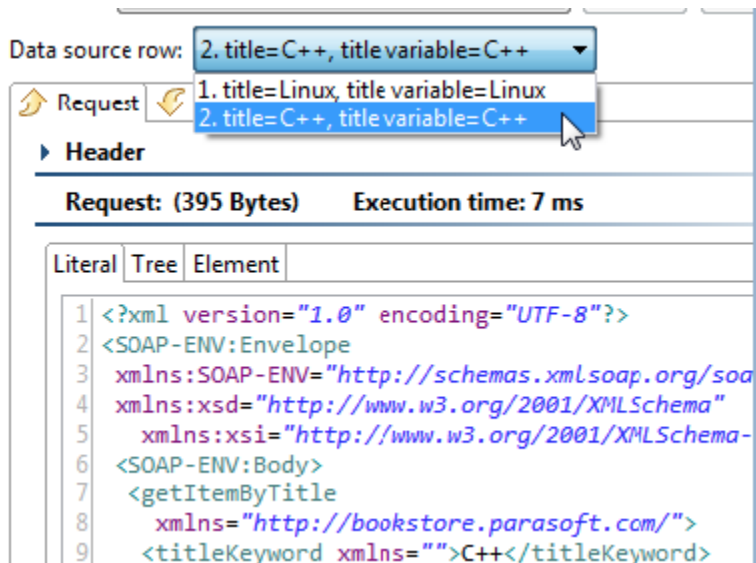 Data source row: 2. title=C++, title variable=C++
1. title=Linux, title variable=Linux
2. title=C++, title variable=C++
Request
Header
Request: (395 Bytes) Execution time: 7 ms
Literal Tree Element
1 <?xml version="1.0" encoding="UTF-8"?>
2 <SOAP-ENV:Envelope
3 xmlns:SOAP-ENV="http://schemas.xmlsoap.org/soa
4 xmlns:xsd="http://www.w3.org/2001/XMLSchema"
5 xmlns:xsi="http://www.w3.org/2001/XMLSchema-
6 <SOAP-ENV:Body>
7 <getItemByTitle
8 xmlns="http://bookstore.parasoft.com/">
9 <titleKeyword xmlns="">C++</titleKeyword>